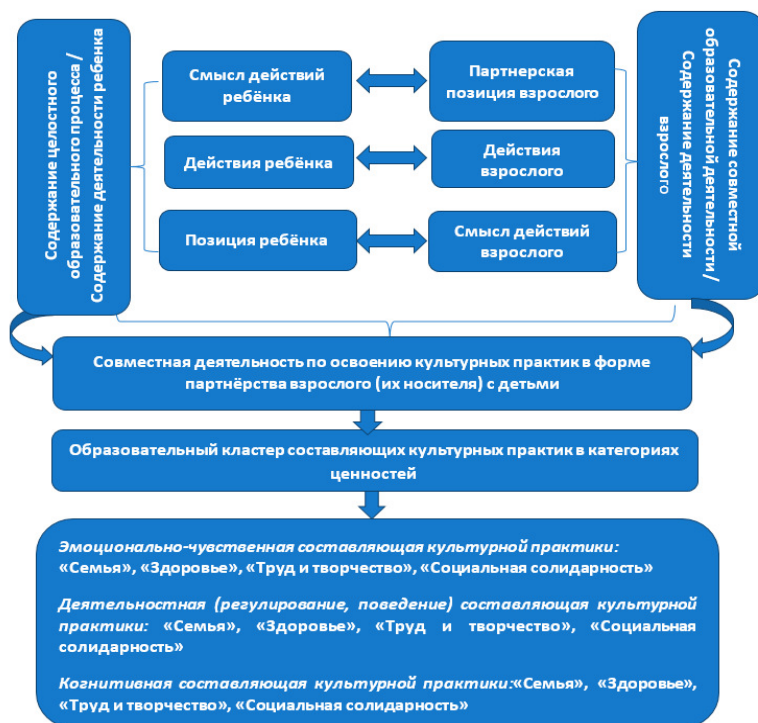 Содержание целостного
образовательного процесса /
Содержание деятельности ребенка
Смысл действий
ребёнка
Партнерская
позиция взрослого
Действия ребёнка
Действия
взрослого
Позиция ребёнка
Смысл действий
взрослого
Содержание совместной
образовательной деятельности /
Содержание деятельности
взрослого
Совместная деятельность по освоению культурных практик в форме
партнёрства взрослого (их носителя) с детьми
Образовательный кластер составляющих культурных практик в категориях
ценностей
Эмоционально-чувственная составляющая культурной практики:
«Семья», «Здоровье», «Труд и творчество», «Социальная солидарность»
Деятельностная (регулирование, поведение) составляющая культурной
практики: «Семья», «Здоровье», «Труд и творчество», «Социальная
солидарность»
Когнитивная составляющая культурной практики:«Семья», «Здоровье»,
«Труд и творчество», «Социальная солидарность»